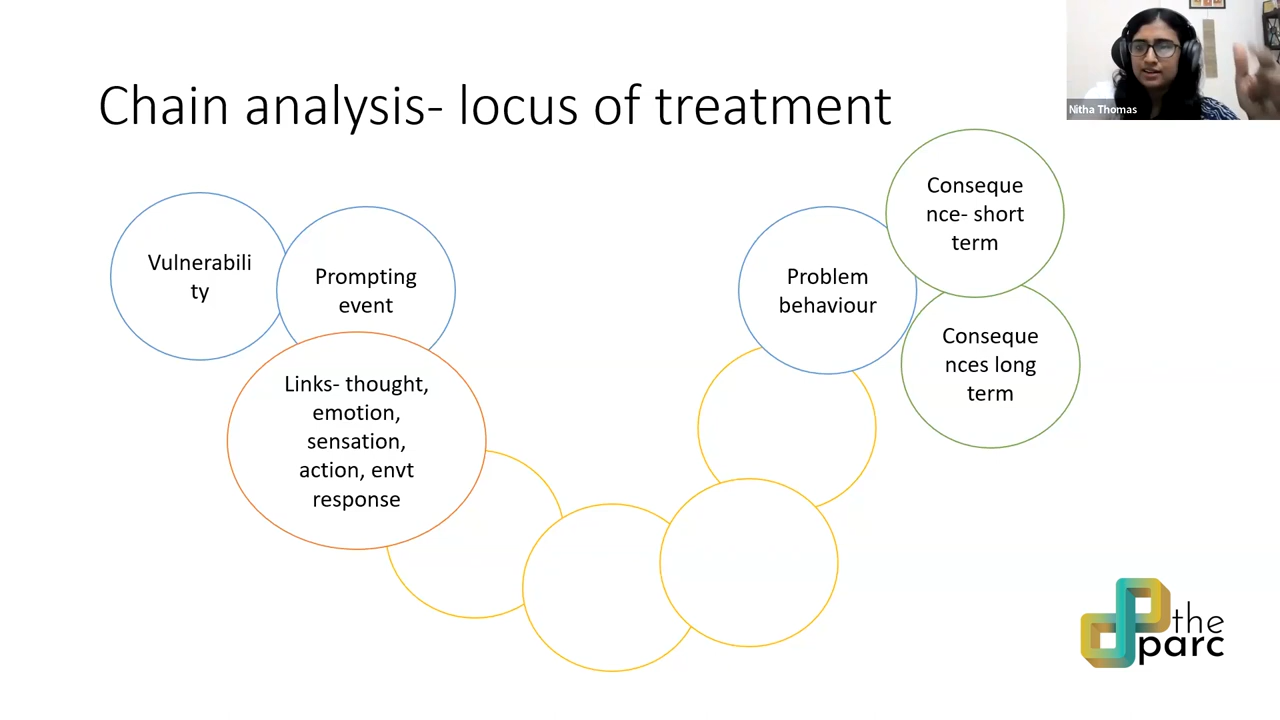 Chain analysis- locus of treatment
Nitha Thomas
Vulnerabili
ty
Prompting
event
Links- thought,
emotion,
sensation,
action, envt
response
Problem
behaviour
Conseque
nce- short
term
Conseque
nces long
term
the
parc